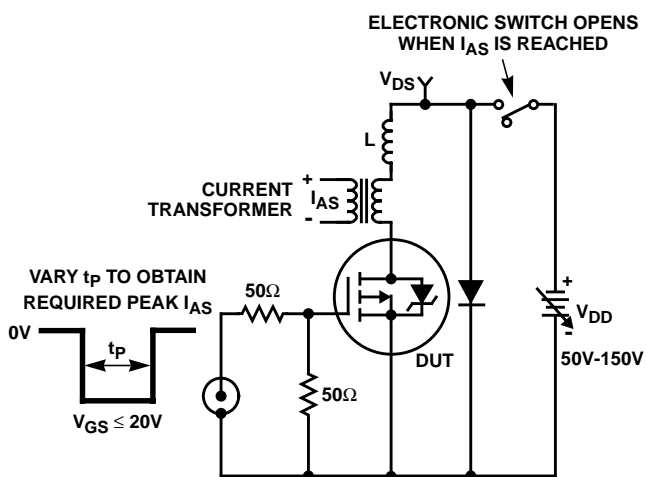 ELECTRONIC SWITCH OPENS
WHEN IAS IS REACHED
VDS
L
+
CURRENT
TRANSFORMER
IAS
-
VARY tP TO OBTAIN
REQUIRED PEAK IAS
50Ω
0V
tP
VGS ≤ 20V
50Ω
DUT
+
VDD
-
50V-150V